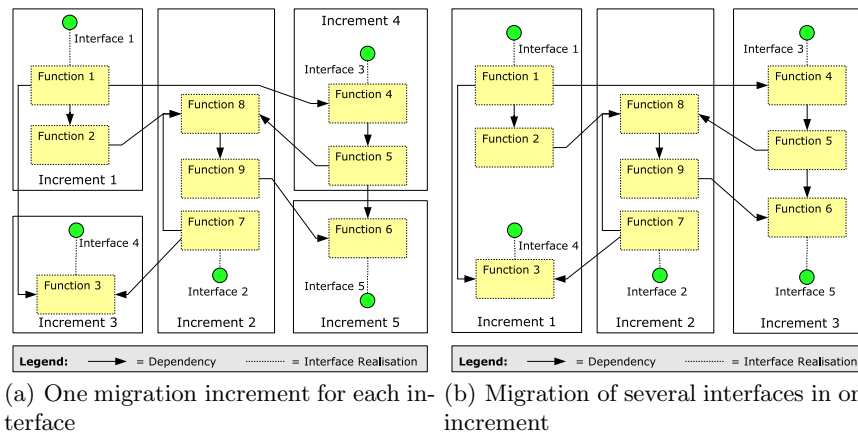 Increment 4
Interface 1
Interface 3
Function 1
Function 4
Function 2
Function 8
Function 5
Increment 1
Function 9
Function 7
Function 6
Interface 4
Function 3
Interface 2
Interface 5
Increment 3
Increment 2
Increment 5
Legend:
= Dependency
= Interface Realisation
(a) One migration increment for each in-
terface
Interface 1
Interface 3
Function 1
Function 4
Function 8
Function 2
Function 5
Function 9
Function 6
Function 7
Interface 4
Function 3
Interface 2
Interface 5
Increment 1
Increment 2
Increment 3
Legend:
= Dependency
= Interface Realisation
(b) Migration of several interfaces in
increment